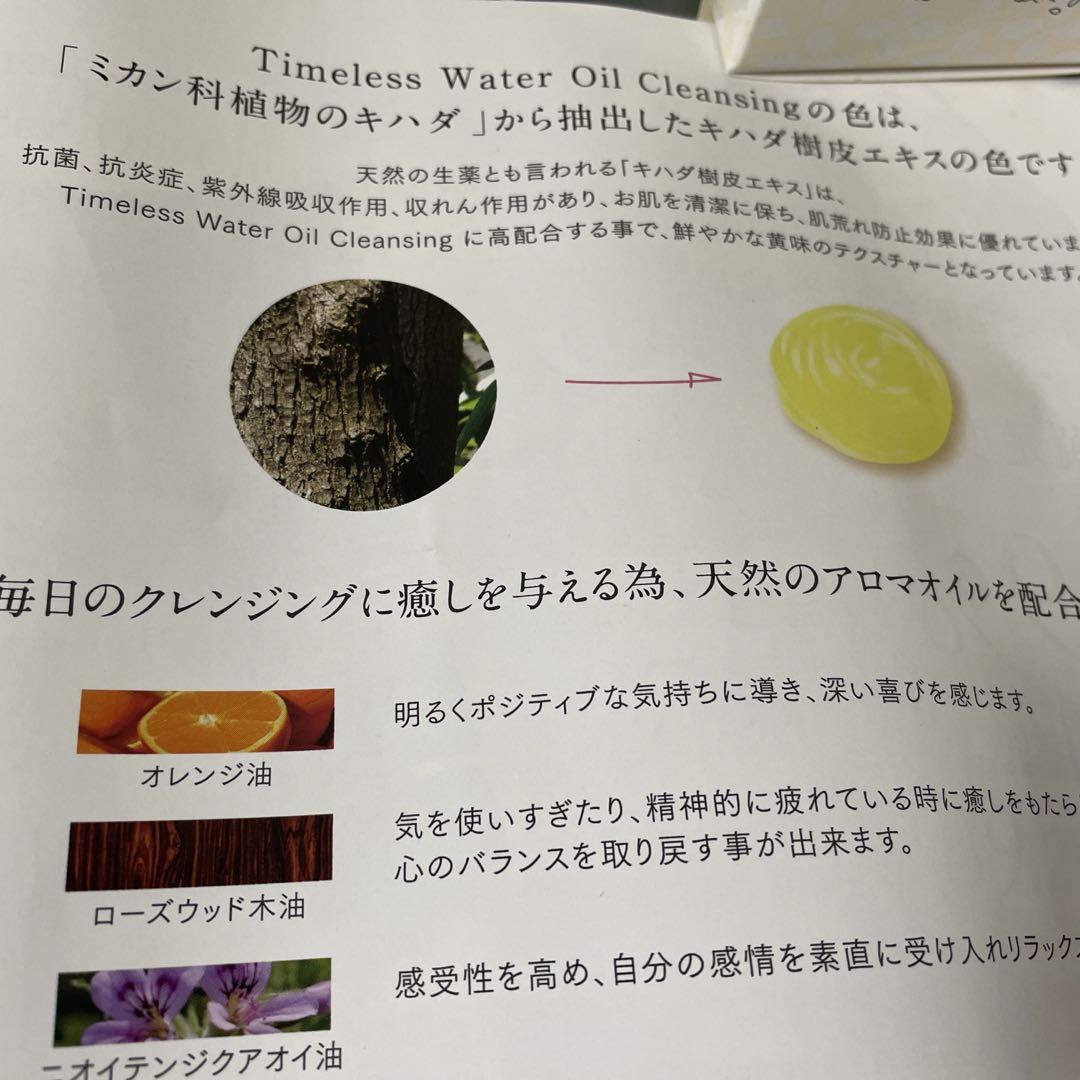 Timeless Water Oil Cleansingの色は、
「ミカン科植物のキハダ」から抽出したキハダ樹皮エキスの色です
天然の生薬とも言われる「キハダ樹皮エキス」は、
抗菌、抗炎症、紫外線吸収作用、収れん作用があり、お肌を清潔に保ち、肌荒れ防止効果に優れていま
Timeless Water Oil Cleansing に高配合する事で、鮮やかな黄味のテクスチャーとなっています。
毎日のクレンジングに癒しを与える為、天然のアロマオイルを配合
明るくポジティブな気持ちに導き、深い喜びを感じます。
オレンジ油
気を使いすぎたり、精神的に疲れている時に癒しをもたら
心のバランスを取り戻す事が出来ます。
ローズウッド木油
感受性を高め、自分の感情を素直に受け入れリラックス
ニオイテンジクアオイ油